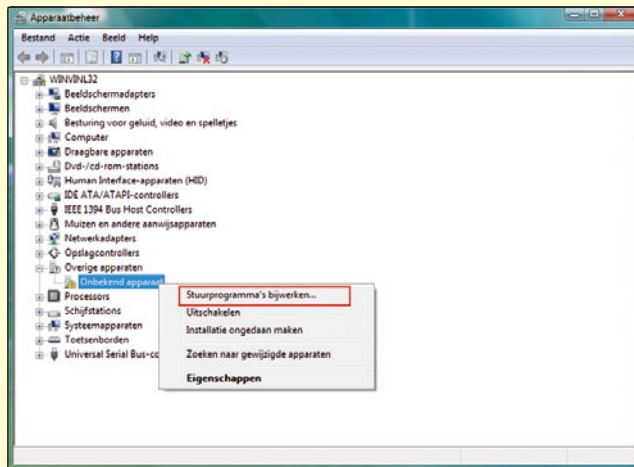 Apparaatbeheer
Bestand Actie Beeld Help
WINVINL32
Beeldschermadapters
Beeldschermen
Besturing voor geluid, video en spelletjes
Computer
Draagbare apparaten
Dvd-/cd-rom-stations
Human Interface-apparaten (HID)
IDE ATA/ATAPI-controllers
IEEE 1394 Bus Host Controllers
Muizen en andere aanwijsapparaten
Netwerkadapters
Opslagcontrollers
Overige apparaten
Onbekend apparaat
Processors
Schijfstations
Systeemapparaten
Toetsenborden
Universal Serial Bus-co
Stuurprogramma's bijwerken...
Uitschakelen
Installatie ongedaan maken
Zoeken naar gewijzigde apparaten
Eigenschappen